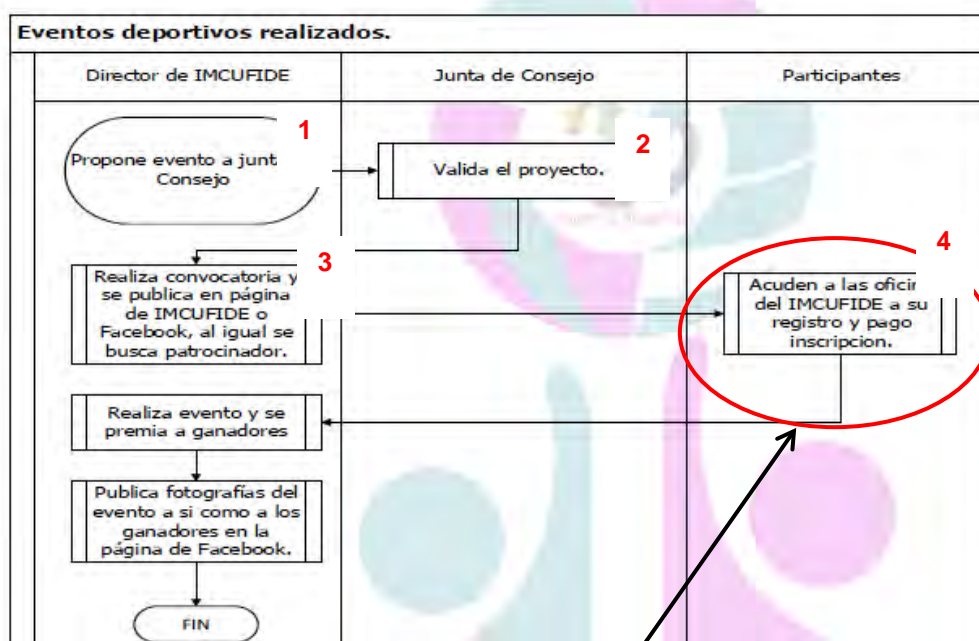 Eventos deportivos realizados.
Director de IMCUFIDE
Junta de Consejo
Participantes
1
Propone evento a junt
Consejo
2
Valida el proyecto.
3
Realiza convocatoria y
se publica en página
de IMCUFIDE o
Facebook, al igual se
busca patrocinador.
4
Acuden a las oficin
del IMCUFIDE a su
registro y pago
inscripcion.
Realiza evento y se
premia a ganadores
Publica fotografías del
evento a si como a los
ganadores en la
página de Facebook.
FIN